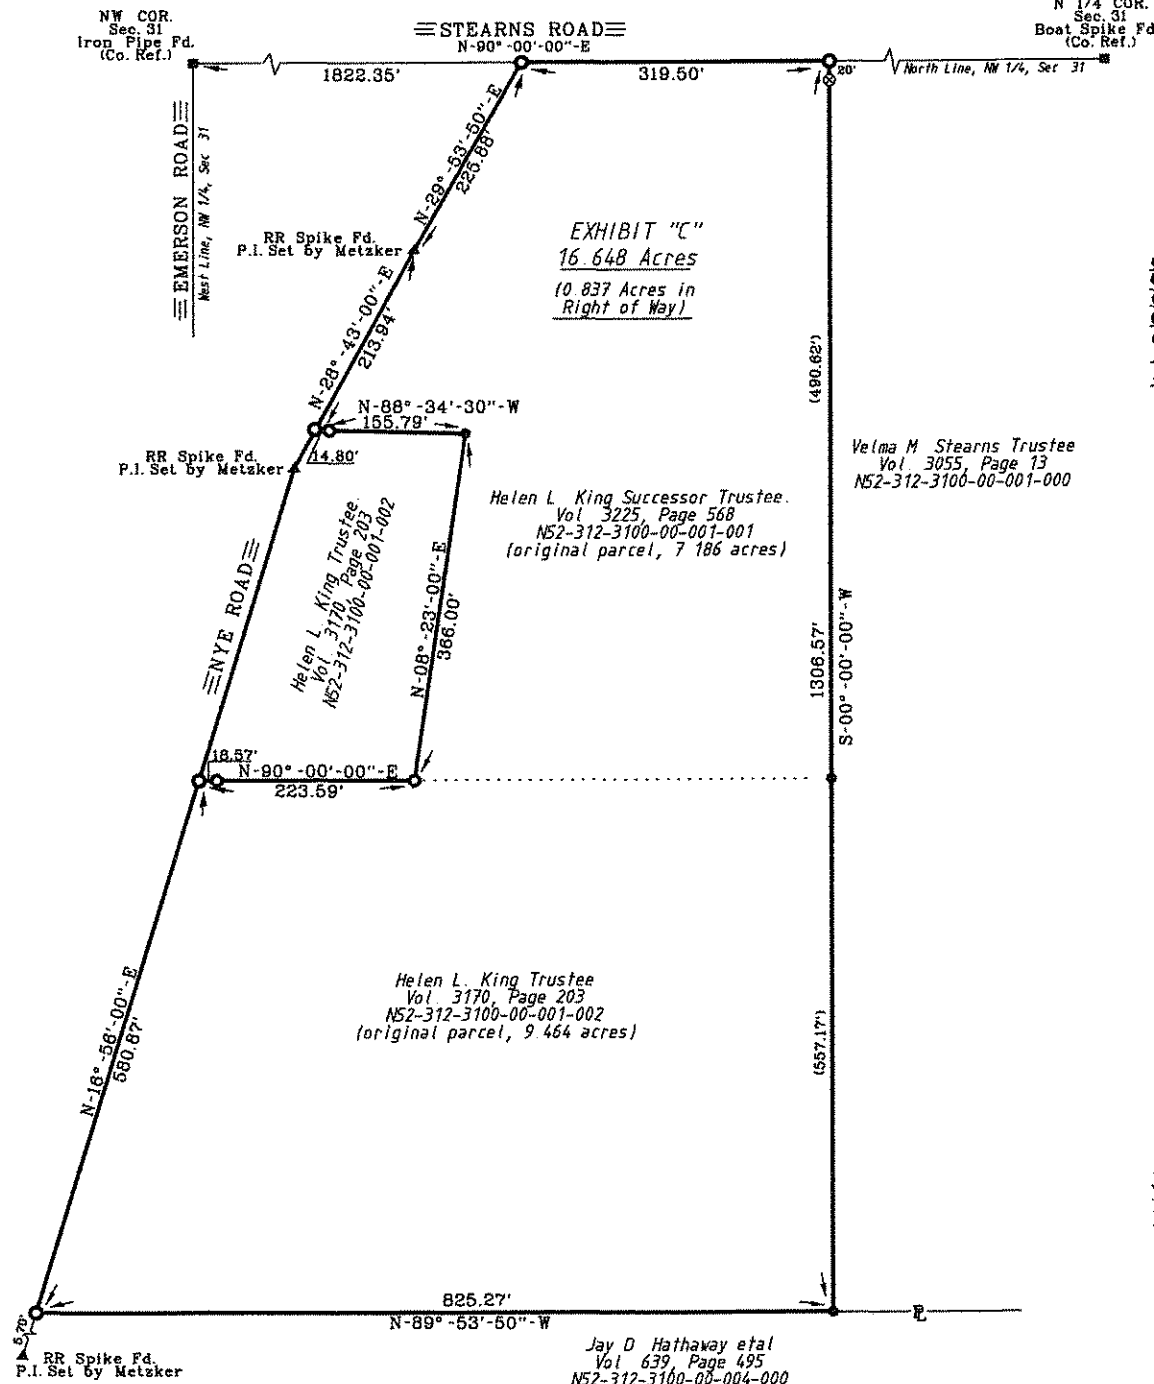 NW COR.
Sec. 31
Iron Pipe Fd.
(Co. Ref.)
STEARNS ROAD
N-90°-00'-00"-E
N 1/4 COR.
Sec. 31
Boat Spike Fd
(Co. Ref.)
1822.35'
319.50'
20'
North Line, NW 1/4, Sec 31
EMERSON ROAD
West Line, NW 1/4, Sec 31
N-29°-53'-50"-E
225.88'
RR Spike Fd.
P.I. Set by Metzker
EXHIBIT "C"
16.648 Acres
(0.837 Acres in
Right of Way)
N-28°-43'-00"-E
213.94'
(490.62')
N-88°-34'-30"-W
155.79'
14.80'
RR Spike Fd.
P.I. Set by Metzker
Velma M Stearns Trustee
Vol. 3055, Page 13
N52-312-3100-00-001-000
Helen L. King Successor Trustee.
Vol 3225, Page 568
N52-312-3100-00-001-001
(original parcel, 7 186 acres)
Helen L. King Trustee.
Vol. 3170, Page 203
N52-312-3100-00-001-002
NYE ROAD
N-08°-23'-00"-E
366.00'
1306.57'
S-00°-00'-00"-W
18.57'
N-90°-00'-00"-E
223.59'
Helen L. King Trustee
Vol. 3170, Page 203
N52-312-3100-00-001-002
(original parcel, 9.464 acres)
N-16°-56'-00"-E
580.87'
(557.17')
825.27'
N-89°-53'-50"-W
PL
5.70'
RR Spike Fd.
P.I. Set by Metzker
Jay D Hathaway etal
Vol 639, Page 495
N52-312-3100-00-004-000